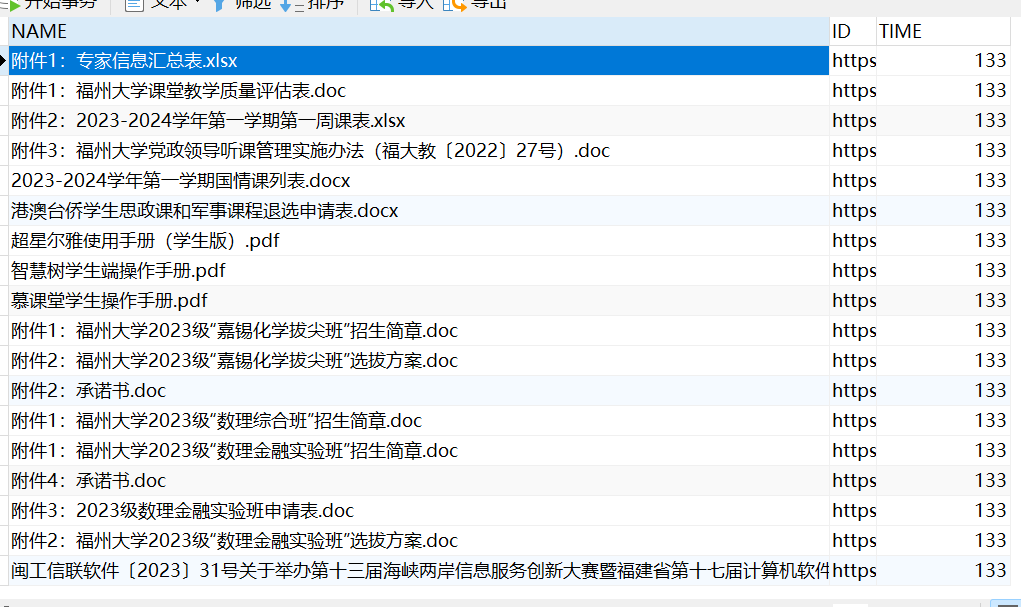 开始事务 文本 筛选 排序 导入 导出
NAME ID TIME
附件1：专家信息汇总表.xlsx https 133
附件1：福州大学课堂教学质量评估表.doc https 133
附件2：2023-2024学年第一学期第一周课表.xlsx https 133
附件3：福州大学党政领导听课管理实施办法（福大教〔2022〕27号）.doc https 133
2023-2024学年第一学期国情课列表.docx https 133
港澳台侨学生思政课和军事课程退选申请表.docx https 133
超星尔雅使用手册（学生版）.pdf https 133
智慧树学生端操作手册.pdf https 133
慕课堂学生操作手册.pdf https 133
附件1：福州大学2023级“嘉锡化学拔尖班”招生简章.doc https 133
附件2：福州大学2023级“嘉锡化学拔尖班”选拔方案.doc https 133
附件2：承诺书.doc https 133
附件1：福州大学2023级“数理综合班”招生简章.doc https 133
附件1：福州大学2023级“数理金融实验班”招生简章.doc https 133
附件4：承诺书.doc https 133
附件3：2023级数理金融实验班申请表.doc https 133
附件2：福州大学2023级“数理金融实验班”选拔方案.doc https 133
闽工信联软件〔2023〕31号关于举办第十三届海峡两岸信息服务创新大赛暨福建省第十七届计算机软件 https 133